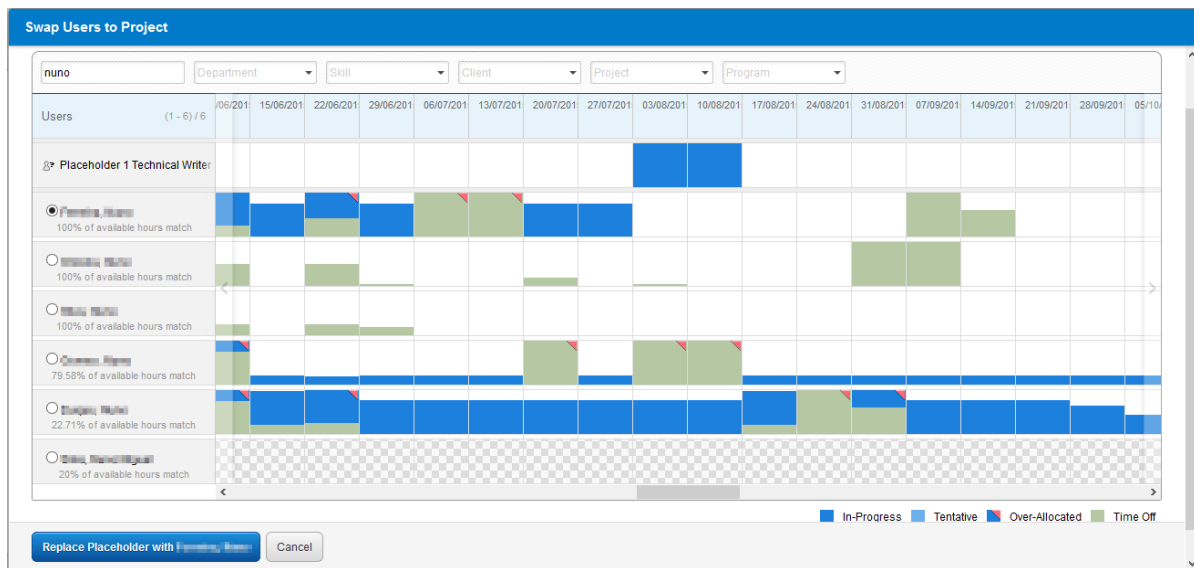 Swap Users to Project
nuno Department Skill Client Project Program
Users (1 - 6) / 6 /06/201 15/06/201 22/06/201 29/06/201 06/07/201 13/07/201 20/07/201 27/07/201 03/08/201 10/08/201 17/08/201 24/08/201 31/08/201 07/09/201 14/09/201 21/09/201 28/09/201 05/10/
Placeholder 1 Technical Writer
100% of available hours match
100% of available hours match
100% of available hours match
79.58% of available hours match
22.71% of available hours match
20% of available hours match
In-Progress Tentative Over-Allocated Time Off
Replace Placeholder with
Cancel